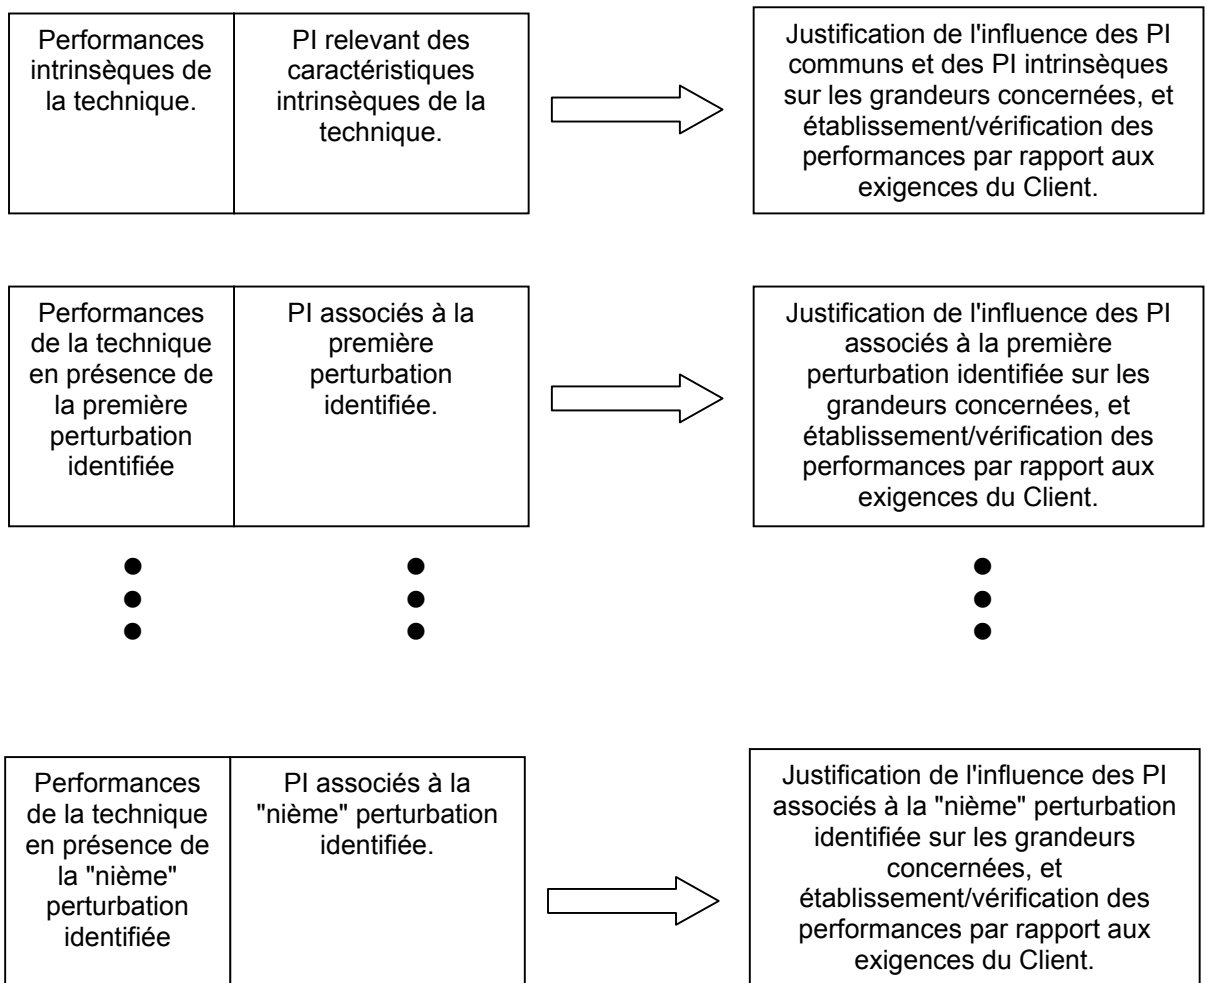 Performances
intrinsèques de
la technique.
PI relevant des
caractéristiques
intrinsèques de la
technique.
Justification de l'influence des PI
communs et des PI intrinsèques
sur les grandeurs concernées, et
établissement/vérification des
performances par rapport aux
exigences du Client.
Performances
de la technique
en présence de
la première
perturbation
identifiée
PI associés à la
première
perturbation
identifiée.
Justification de l'influence des PI
associés à la première
perturbation identifiée sur les
grandeurs concernées, et
établissement/vérification des
performances par rapport aux
exigences du Client.
Performances
de la technique
en présence de
la "nième"
perturbation
identifiée
PI associés à la
"nième" perturbation
identifiée.
Justification de l'influence des PI
associés à la "nième" perturbation
identifiée sur les grandeurs
concernées, et
établissement/vérification des
performances par rapport aux
exigences du Client.